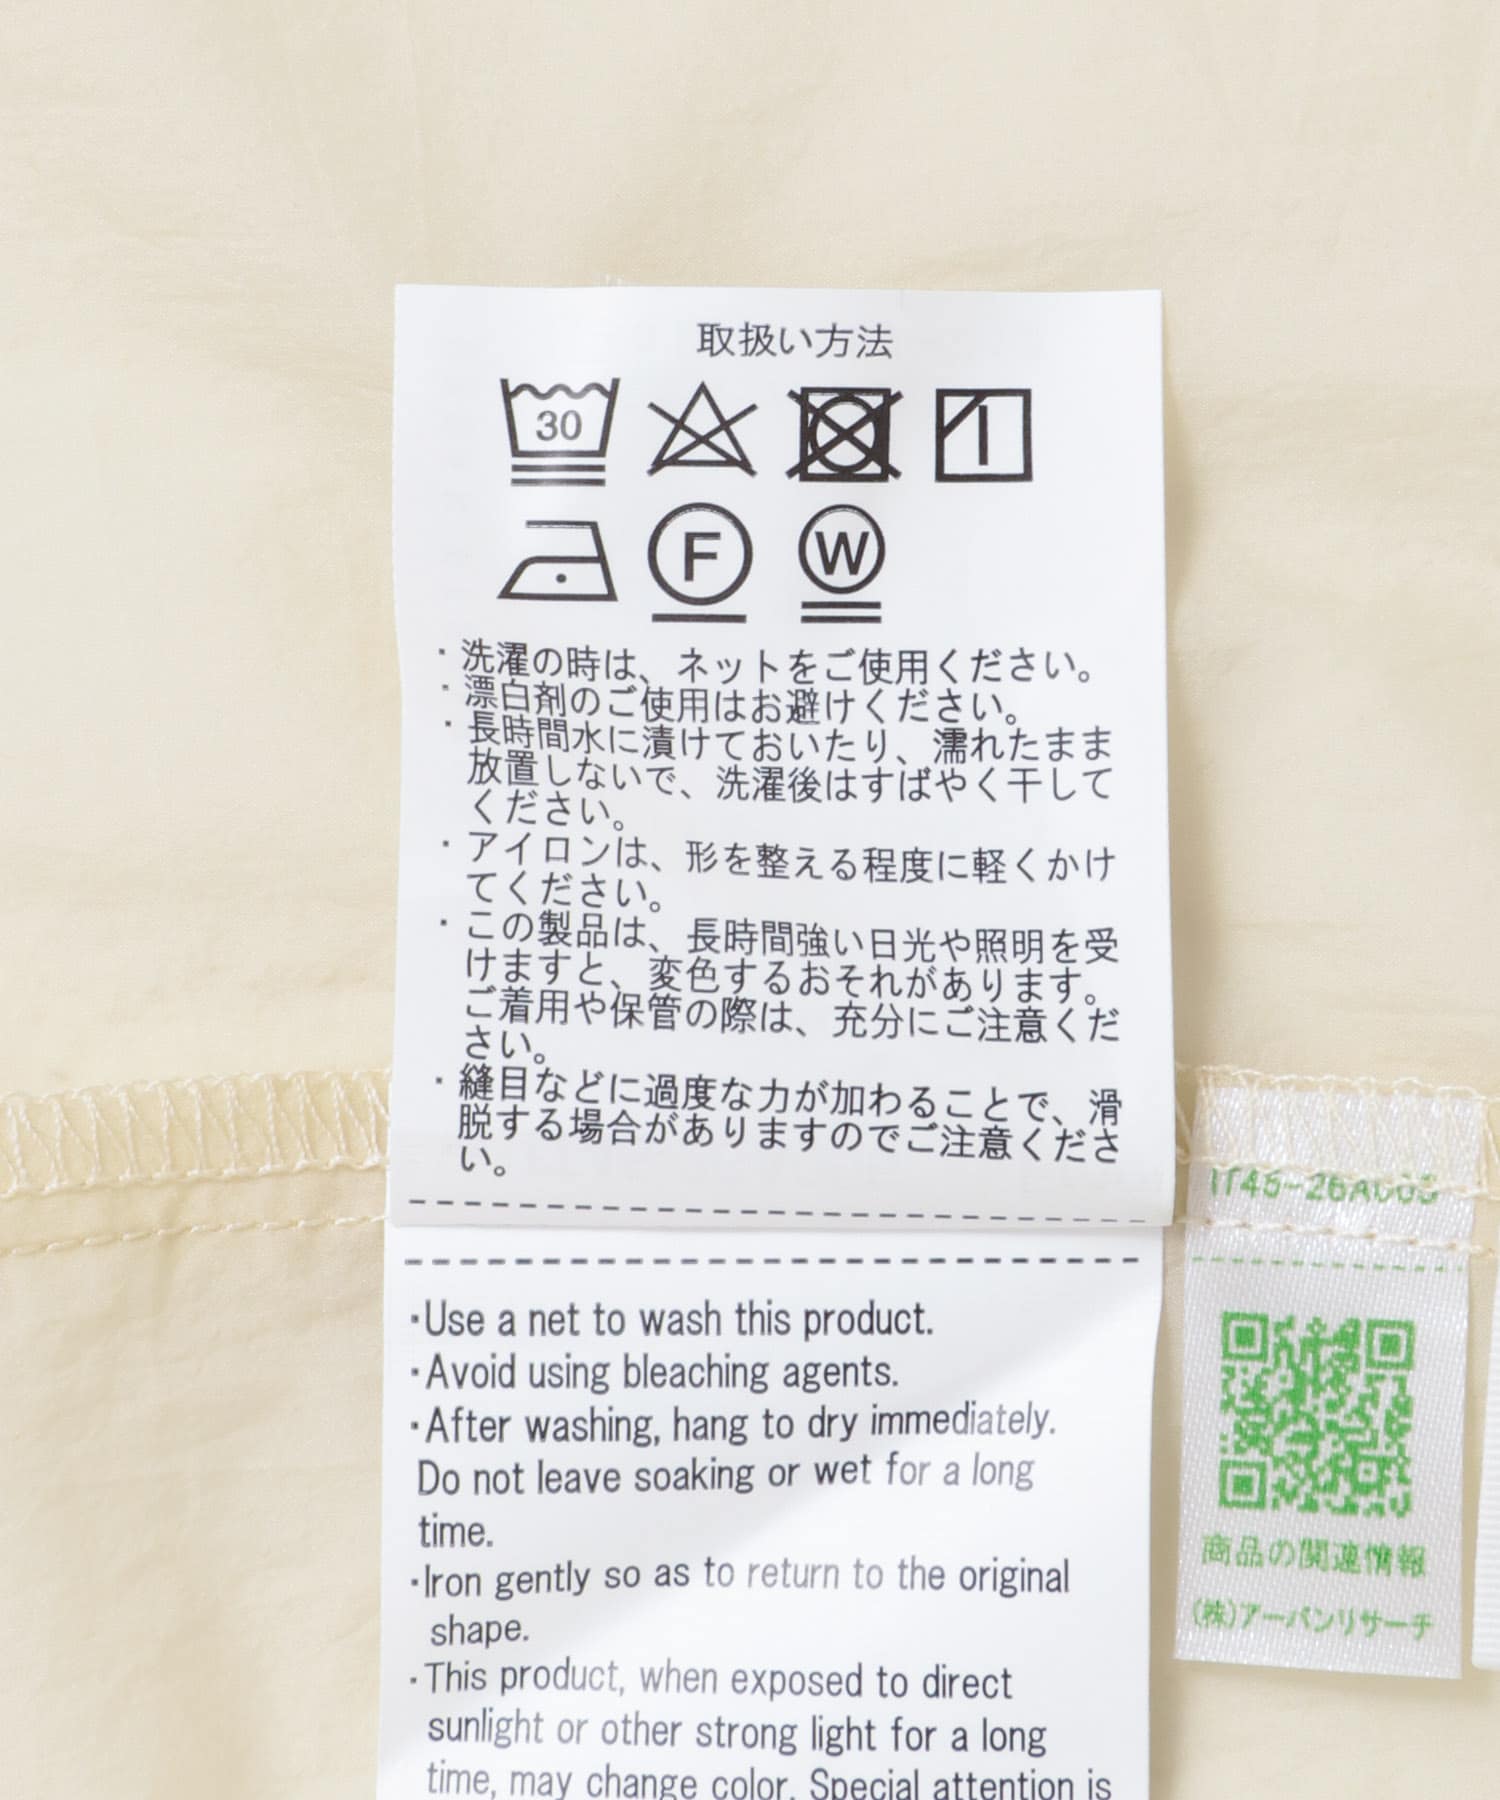 取扱い方法
30
F
W
・洗濯の時は、ネットをご使用ください。
・漂白剤のご使用はお避けください。
・長時間水に漬けておいたり、濡れたまま
放置しないで、洗濯後はすばやく干して
ください。
・アイロンは、形を整える程度に軽くかけ
てください。
・この製品は、長時間強い日光や照明を受
けますと、変色するおそれがあります。
ご着用や保管の際は、充分にご注意くだ
さい。
・縫目などに過度な力が加わることで、滑
脱する場合がありますのでご注意くださ
い。
・Use a net to wash this product.
・Avoid using bleaching agents.
・After washing, hang to dry immediately.
Do not leave soaking or wet for a long
time.
・Iron gently so as to return to the original
shape.
・This product, when exposed to direct
sunlight or other strong light for a long
time, may change color. Special attention is
商品の関連情報
(株)アーバンリサーチ